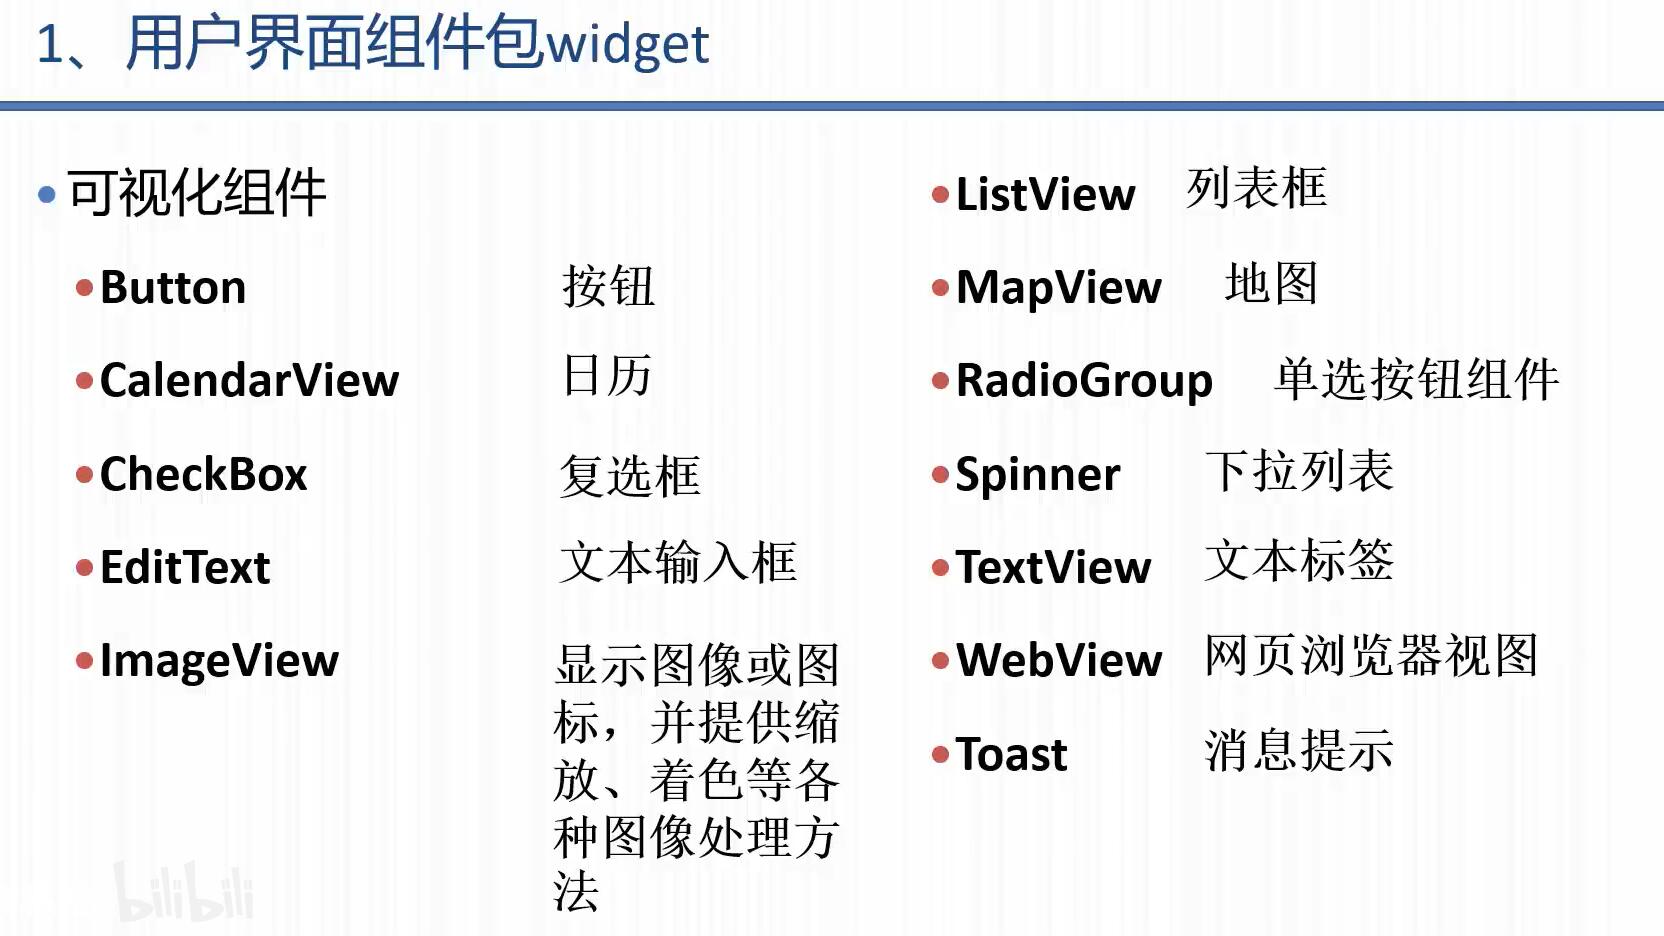 1、用户界面组件包widget
•可视化组件
•Button 按钮
•CalendarView 日历
•CheckBox 复选框
•EditText 文本输入框
•ImageView 显示图像或图
标，并提供缩
放、着色等各
种图像处理方
法
•ListView 列表框
•MapView 地图
•RadioGroup 单选按钮组件
•Spinner 下拉列表
•TextView 文本标签
•WebView 网页浏览器视图
•Toast 消息提示
bilibili